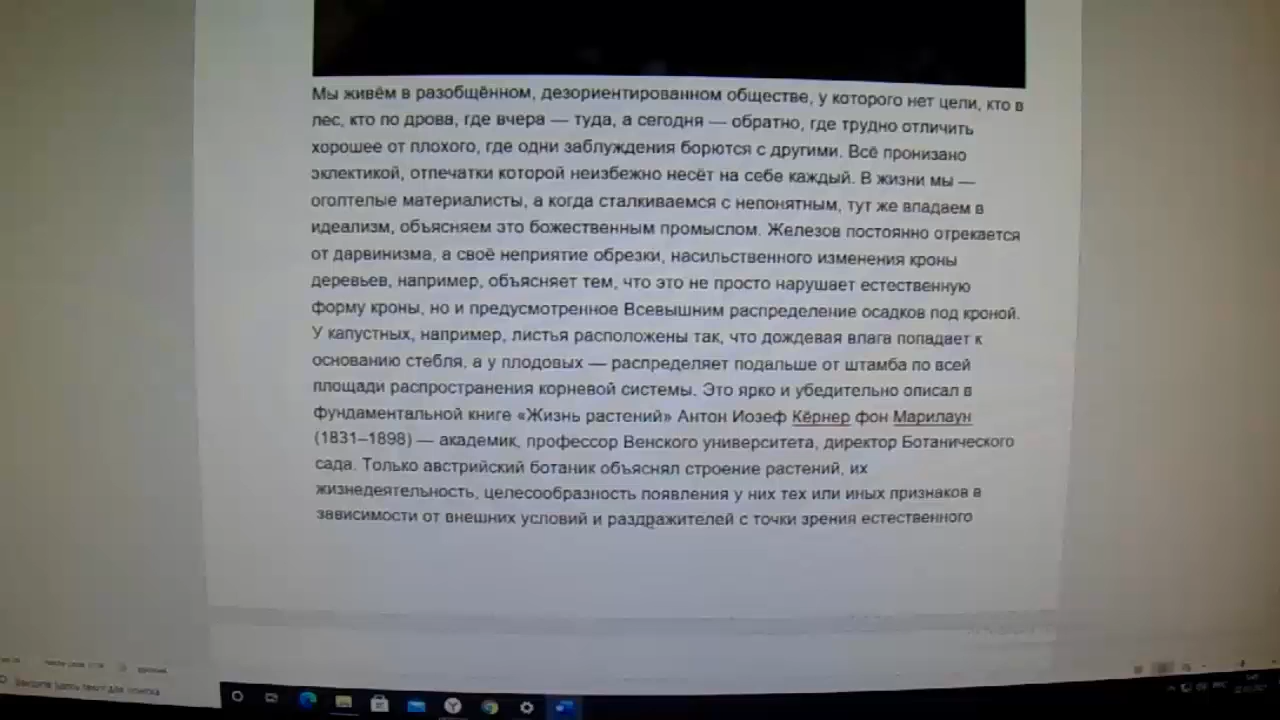 Мы живём в разобщённом, дезориентированном обществе, у которого нет цели, кто в
лес, кто по дрова, где вчера — туда, а сегодня — обратно, где трудно отличить
хорошее от плохого, где одни заблуждения борются с другими. Всё пронизано
эклектикой, отпечатки которой неизбежно несёт на себе каждый. В жизни мы —
оголтелые материалисты, а когда сталкиваемся с непонятным, тут же впадаем в
идеализм, объясняем это божественным промыслом. Железов постоянно отрекается
от дарвинизма, а своё неприятие обрезки, насильственного изменения кроны
деревьев, например, объясняет тем, что это не просто нарушает естественную
форму кроны, но и предусмотренное Всевышним распределение осадков под кроной.
У капустных, например, листья расположены так, что дождевая влага попадает к
основанию стебля, а у плодовых — распределяет подальше от штамба по всей
площади распространения корневой системы. Это ярко и убедительно описал в
фундаментальной книге «Жизнь растений» Антон Иозеф Кёрнер фон Марилаун
(1831–1898) — академик, профессор Венского университета, директор Ботанического
сада. Только австрийский ботаник объяснял строение растений, их
жизнедеятельность, целесообразность появления у них тех или иных признаков в
зависимости от внешних условий и раздражителей с точки зрения естественного
Введите здесь текст для поиска